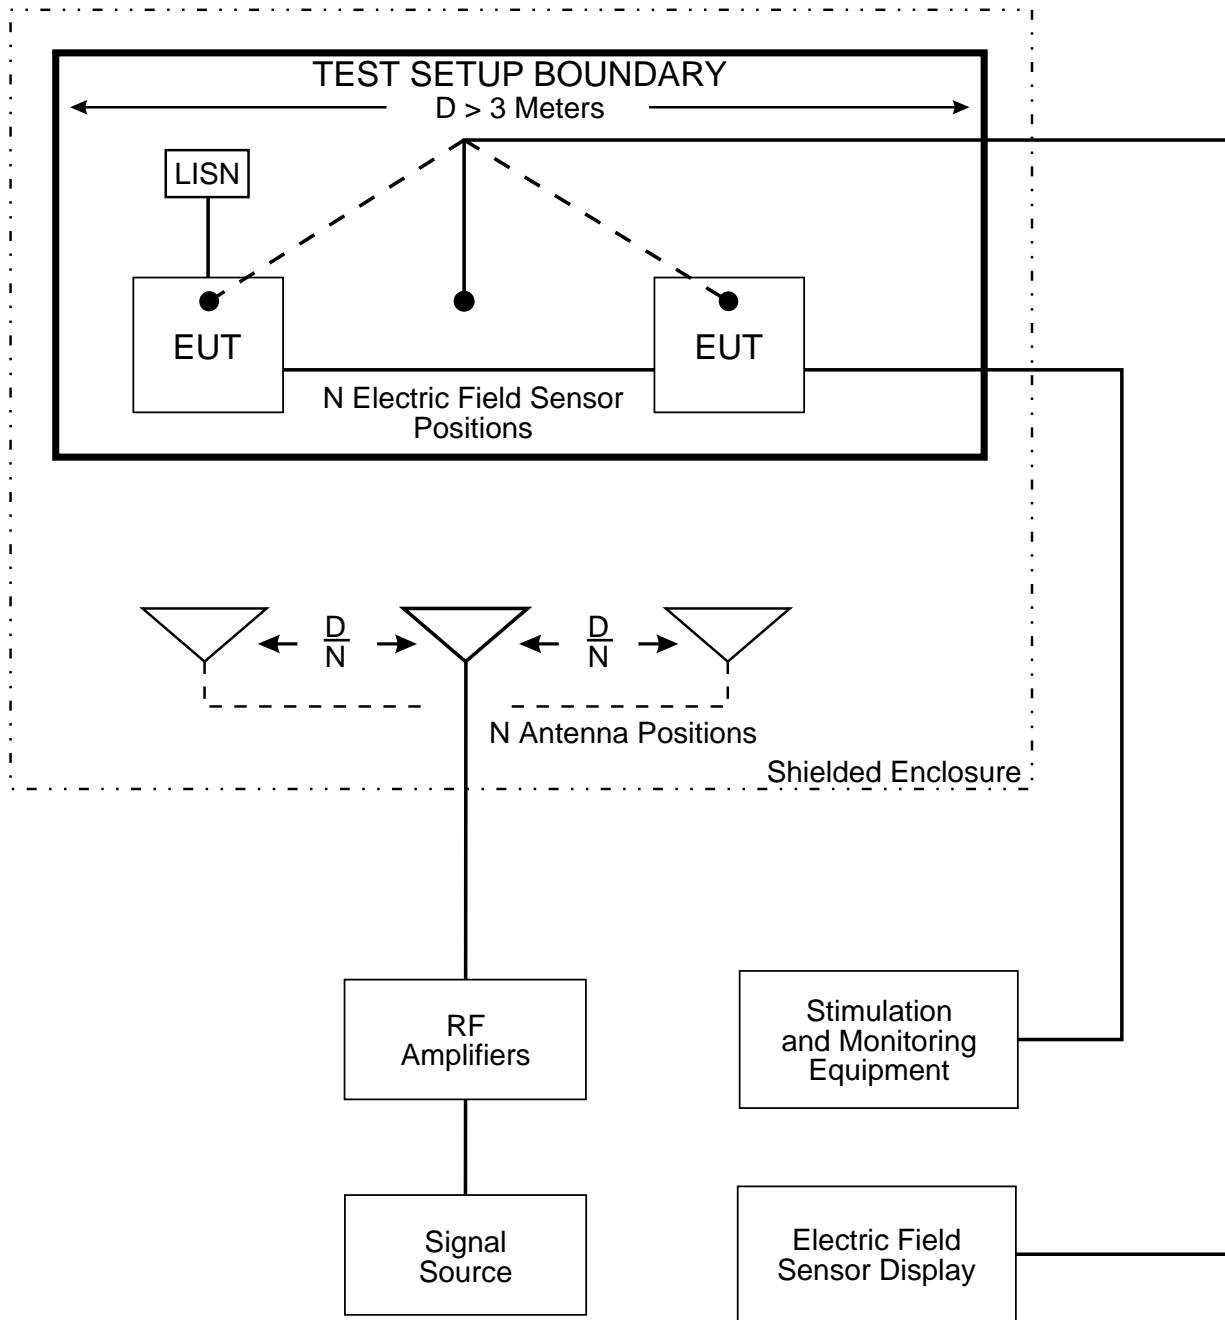 TEST SETUP BOUNDARY
D > 3 Meters
LISN
EUT
EUT
N Electric Field Sensor
Positions
D
N
D
N
N Antenna Positions
Shielded Enclosure
RF
Amplifiers
Stimulation
and Monitoring
Equipment
Signal
Source
Electric Field
Sensor Display